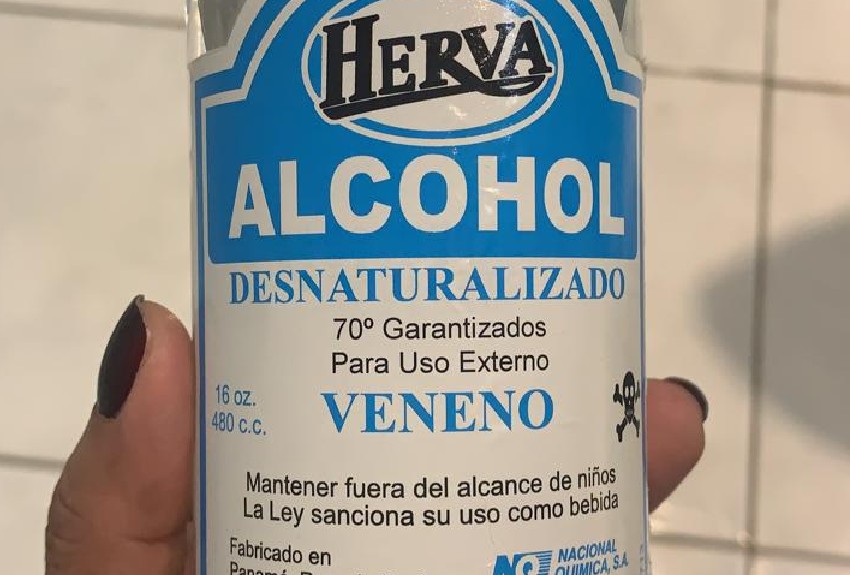 HERVA
ALCOHOL
DESNATURALIZADO
70º Garantizados
Para Uso Externo
16 oz.
480 c.c.
VENENO
Mantener fuera del alcance de niños
La Ley sanciona su uso como bebida
Fabricado en
NQ NACIONAL
QUIMICA, S.A.